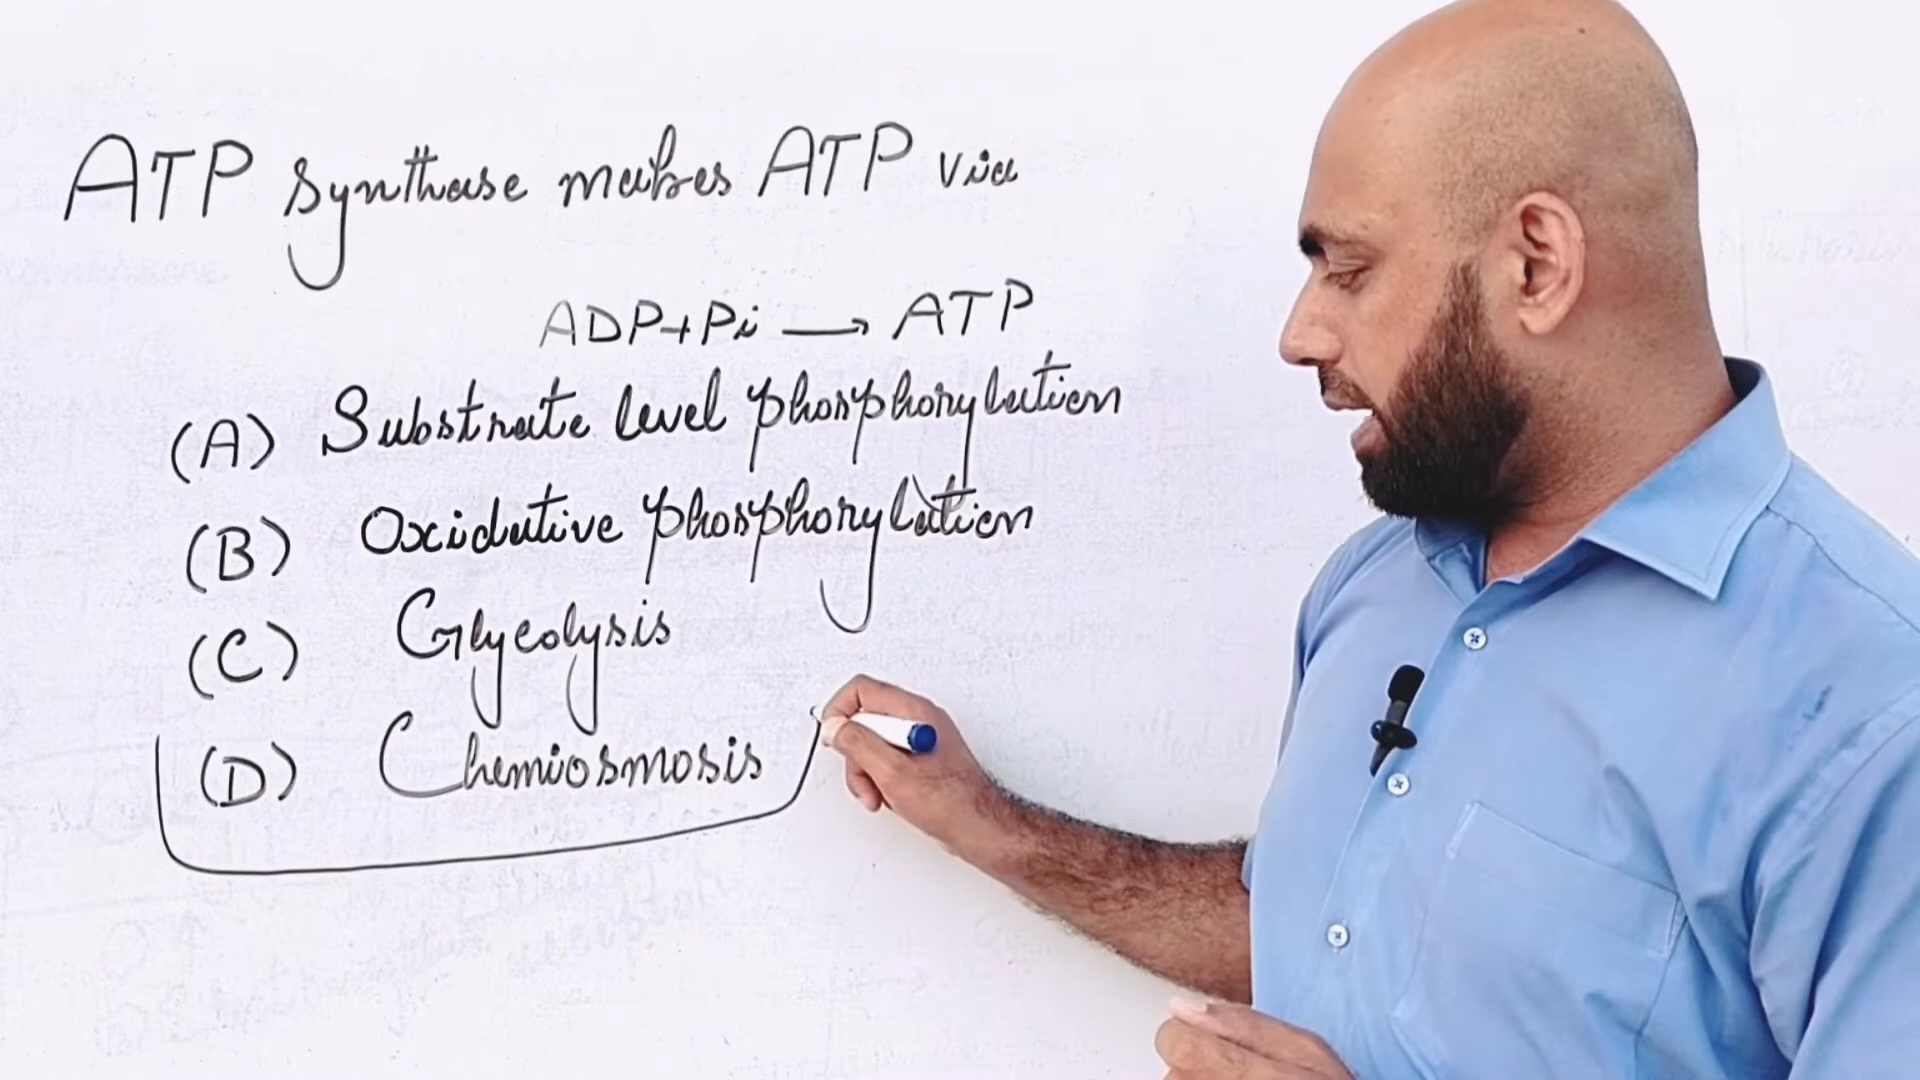 ATP synthase makes ATP via
ADP+Pi → ATP
(A) Substrate level phosphorylation
(B) Oxidative phosphorylation
(C) Glycolysis
(D) Chemiosmosis